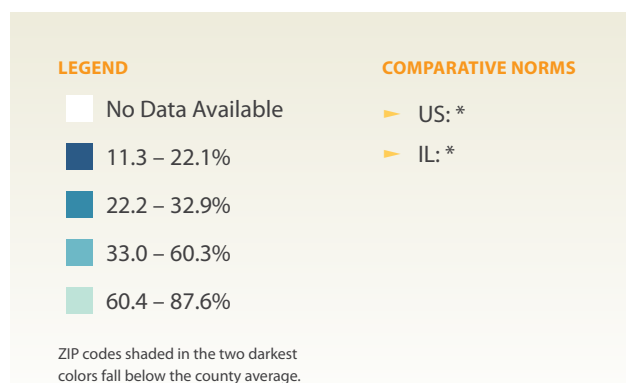 LEGEND
No Data Available
11.3 – 22.1%
22.2 – 32.9%
33.0 – 60.3%
60.4 – 87.6%
ZIP codes shaded in the two darkest
colors fall below the county average.
COMPARATIVE NORMS
US: *
IL: *